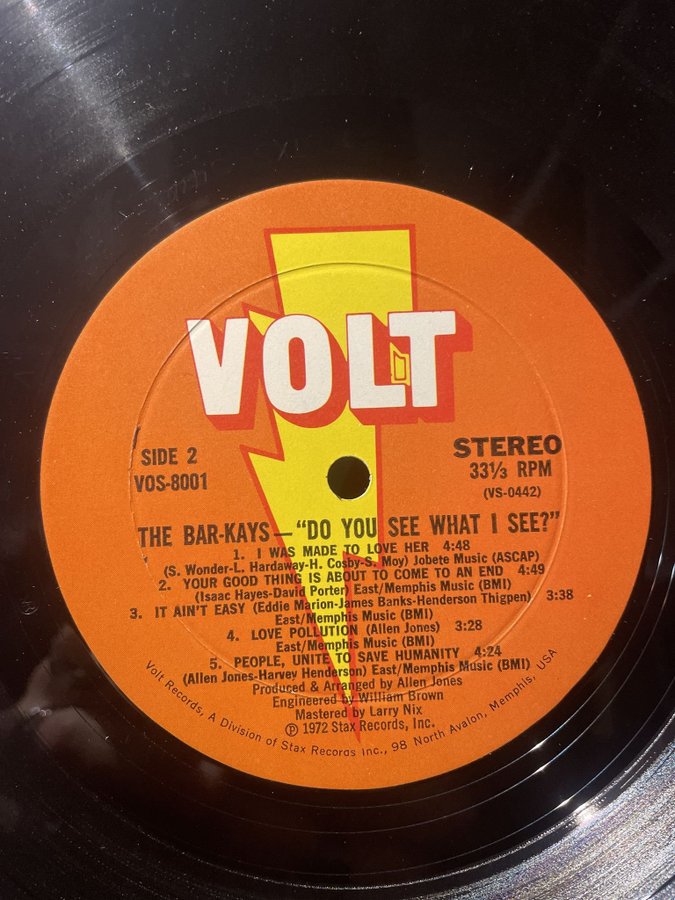 VOLT
SIDE 2
VOS-8001
STEREO
33⅓ RPM
(VS-0442)
THE BAR-KAYS — "DO YOU SEE WHAT I SEE?"
1. I WAS MADE TO LOVE HER 4:48
(S. Wonder-L. Hardaway-H. Cosby-S. Moy) Jobete Music (ASCAP)
2. YOUR GOOD THING IS ABOUT TO COME TO AN END 4:49
(Isaac Hayes-David Porter) East/Memphis Music (BMI)
3. IT AIN'T EASY (Eddie Marion-James Banks-Henderson Thigpen) 3:38
East/Memphis Music (BMI)
4. LOVE POLLUTION (Allen Jones) 3:28
East/Memphis Music (BMI)
5. PEOPLE, UNITE TO SAVE HUMANITY 4:24
(Allen Jones-Harvey Henderson) East/Memphis Music (BMI)
Produced & Arranged by Allen Jones
Engineered by William Brown
Mastered by Larry Nix
℗ 1972 Stax Records, Inc.
Volt Records, A Division of Stax Records Inc., 98 North Avalon, Memphis, USA